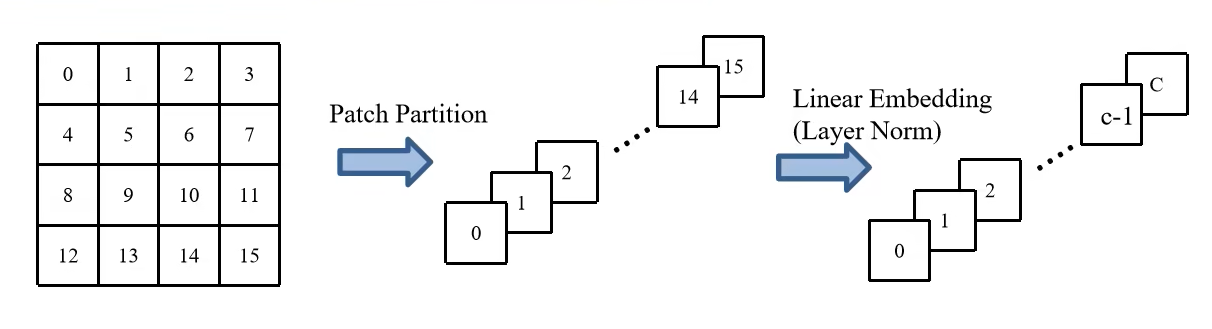 0 1 2 3
4 5 6 7
8 9 10 11
12 13 14 15
Patch Partition
0
1
2
14
15
Linear Embedding
(Layer Norm)
0
1
2
c-1
C